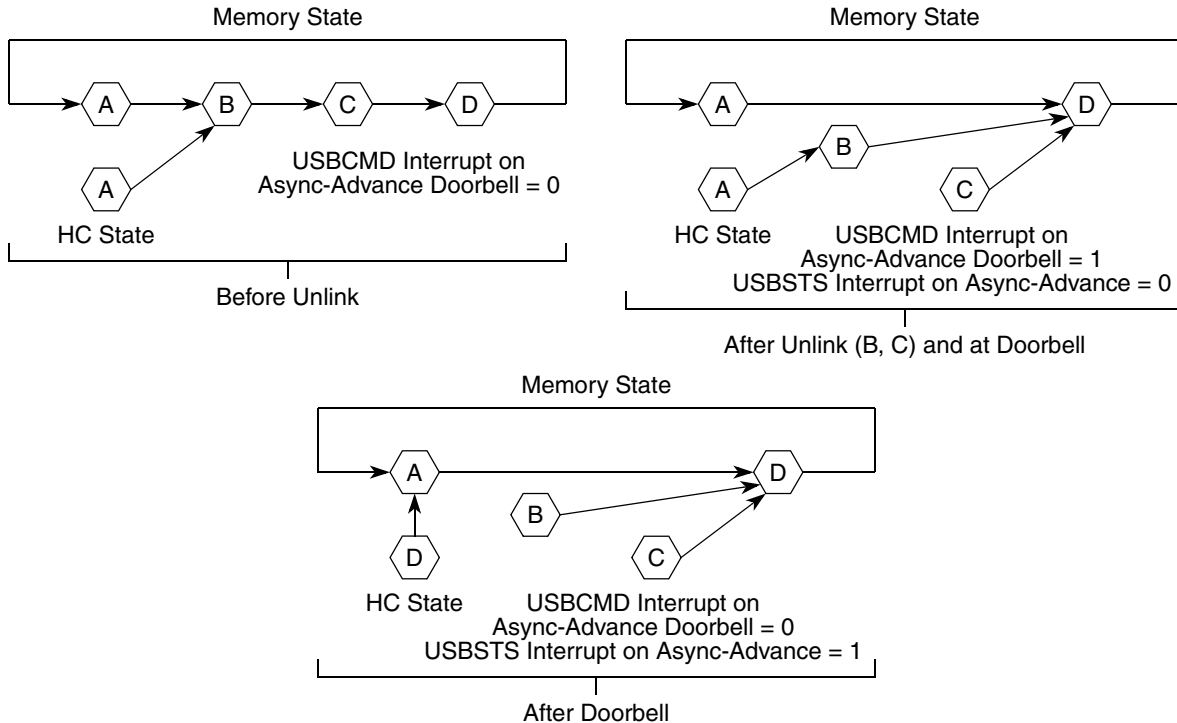 Memory State
A
B
C
D
A
HC State
USBCMD Interrupt on
Async-Advance Doorbell = 0
Before Unlink
Memory State
A
D
B
A
C
HC State
USBCMD Interrupt on
Async-Advance Doorbell = 1
USBSTS Interrupt on Async-Advance = 0
After Unlink (B, C) and at Doorbell
Memory State
A
D
B
D
C
HC State
USBCMD Interrupt on
Async-Advance Doorbell = 0
USBSTS Interrupt on Async-Advance = 1
After Doorbell